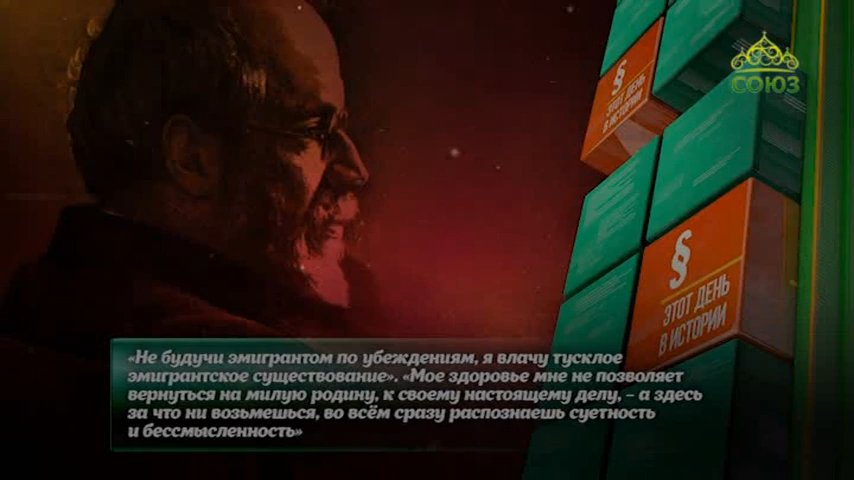 СОЮЗ
§
ЭТОТ ДЕНЬ
В ИСТОРИИ
§
ЭТОТ ДЕНЬ
В ИСТОРИИ
«Не будучи эмигрантом по убеждениям, я влачу тусклое
эмигрантское существование». «Мое здоровье мне не позволяет
вернуться на милую родину, к своему настоящему делу, – а здесь
за что ни возьмешься, во всём сразу распознаешь суетность
и бессмысленность»